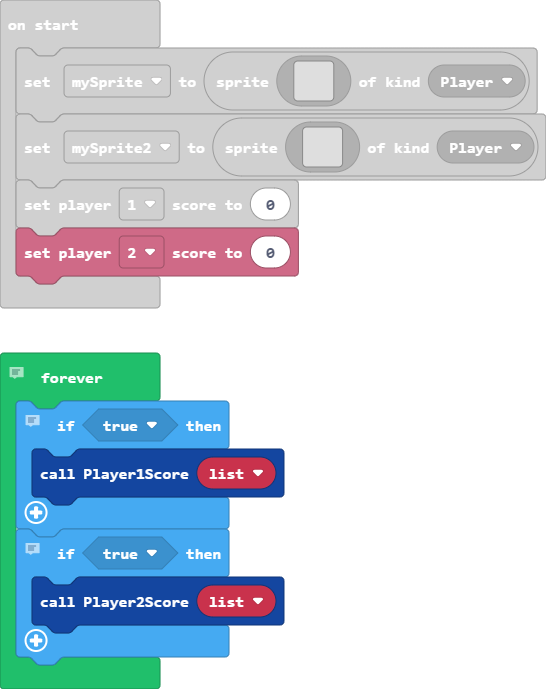 on start
set mySprite to sprite of kind Player
set mySprite2 to sprite of kind Player
set player 1 score to 0
set player 2 score to 0
forever
if true then
call Player1Score list
if true then
call Player2Score list